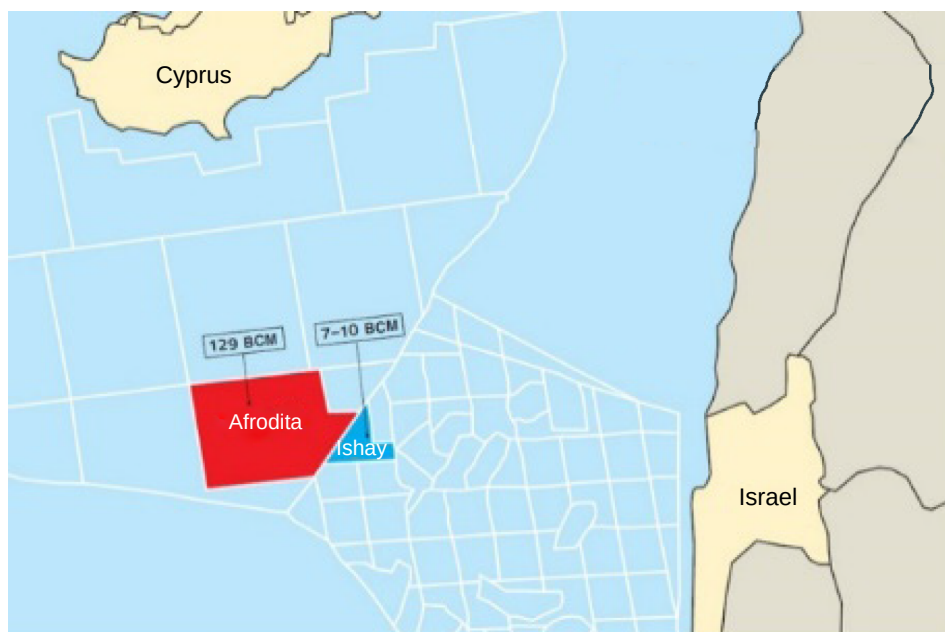 Cyprus
7–10 BCM
129 BCM
Afrodita
Ishay
Israel